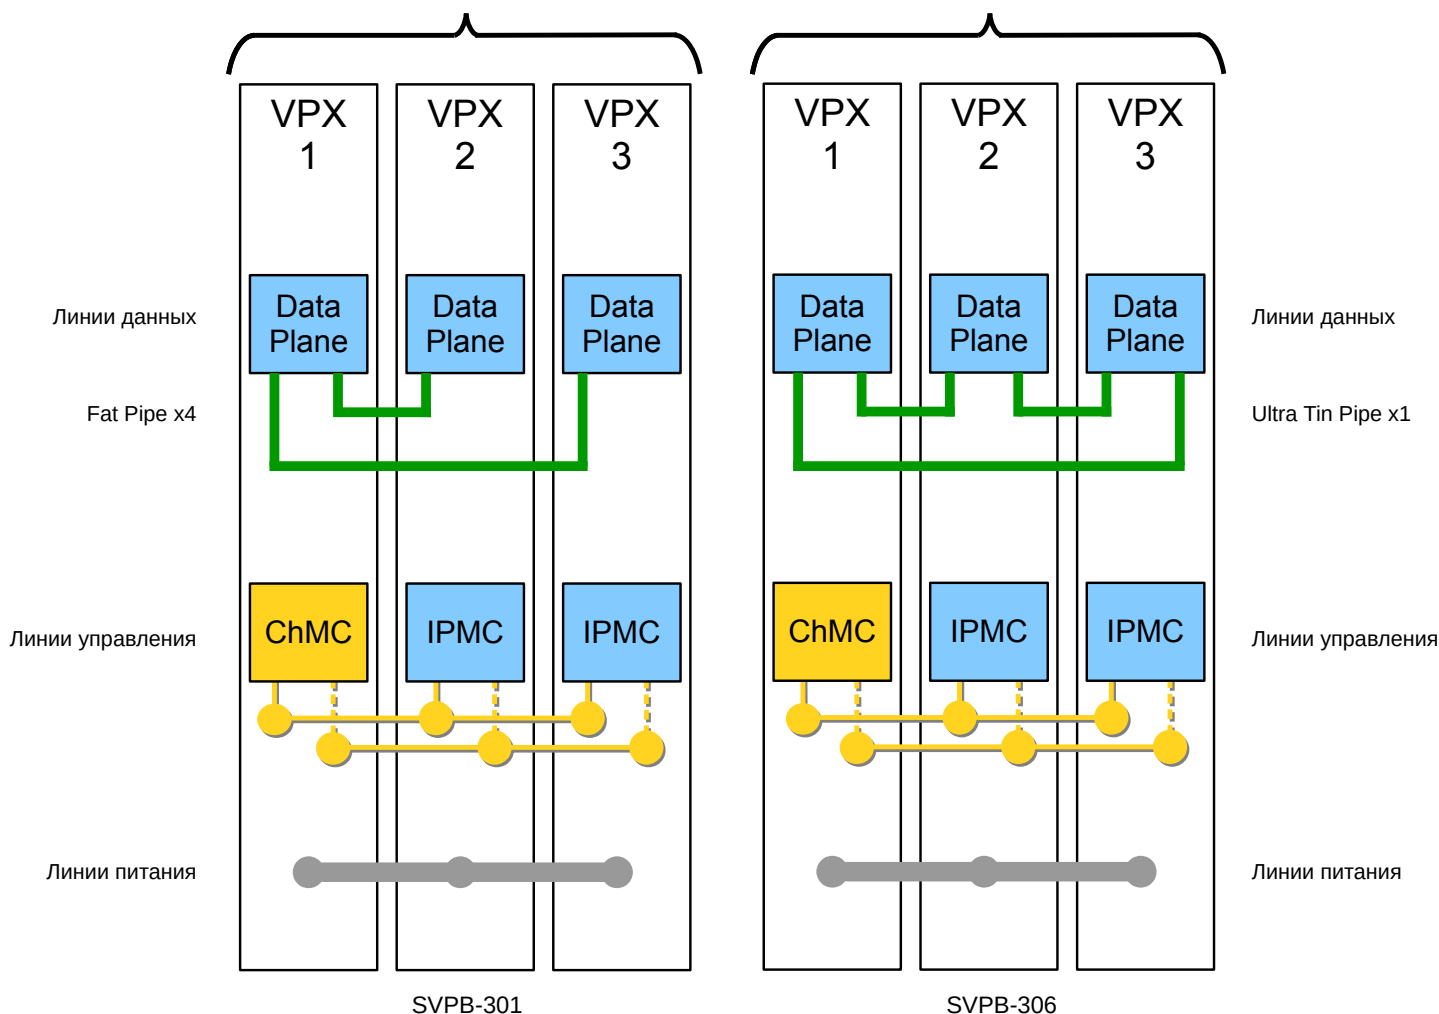 VPX
1
VPX
2
VPX
3
VPX
1
VPX
2
VPX
3
Линии данных
Data
Plane
Data
Plane
Data
Plane
Data
Plane
Data
Plane
Data
Plane
Линии данных
Fat Pipe x4
Ultra Tin Pipe x1
Линии управления
ChMC
IPMC
IPMC
ChMC
IPMC
IPMC
Линии управления
Линии питания
Линии питания
SVPB-301
SVPB-306